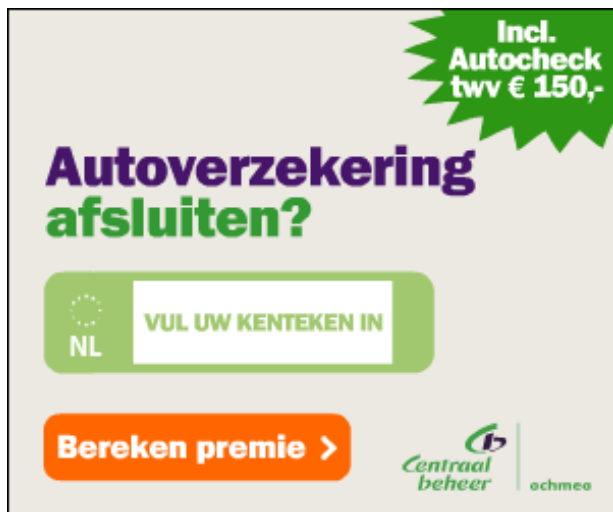 Incl.
Autocheck
twv € 150,-
Autoverzekering
afsluiten?
NL
VUL UW KENTEKEN IN
Bereken premie >
Centraal
beheer
achmea